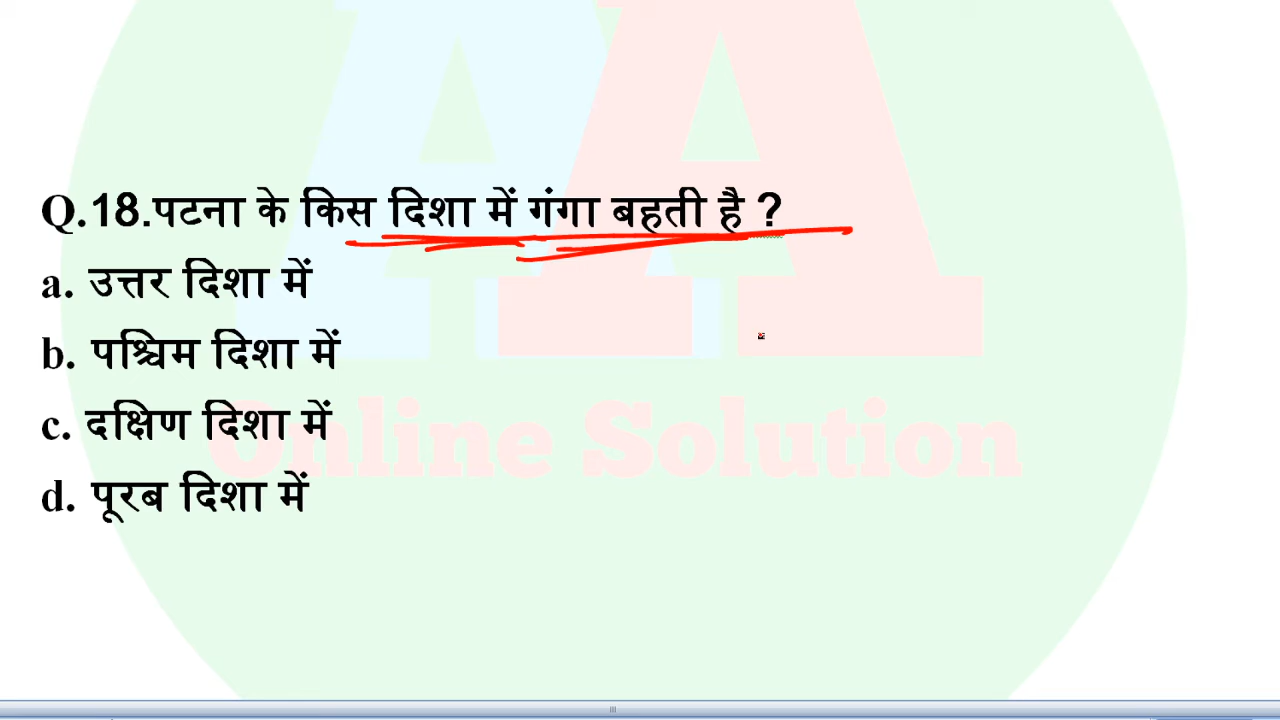 Q.18.पटना के किस दिशा में गंगा बहती है ?
a. उत्तर दिशा में
b. पश्चिम दिशा में
c. दक्षिण दिशा में
Online Solution
d. पूरब दिशा में